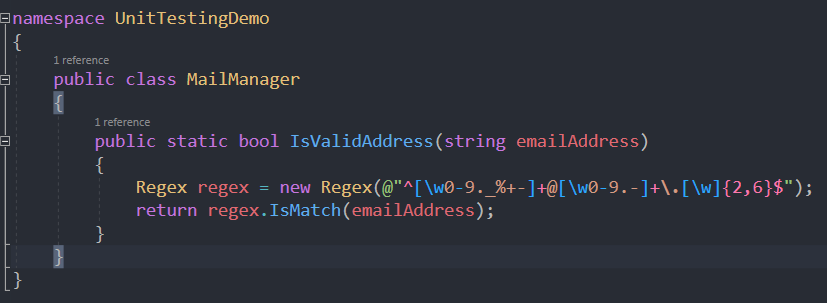 namespace UnitTestingDemo
{
1 reference
public class MailManager
{
1 reference
public static bool IsValidAddress(string emailAddress)
{
Regex regex = new Regex(@"^[\w0-9._%+-]+@[\w0-9.-]+\.[\w]{2,6}$");
return regex.IsMatch(emailAddress);
}
}
}